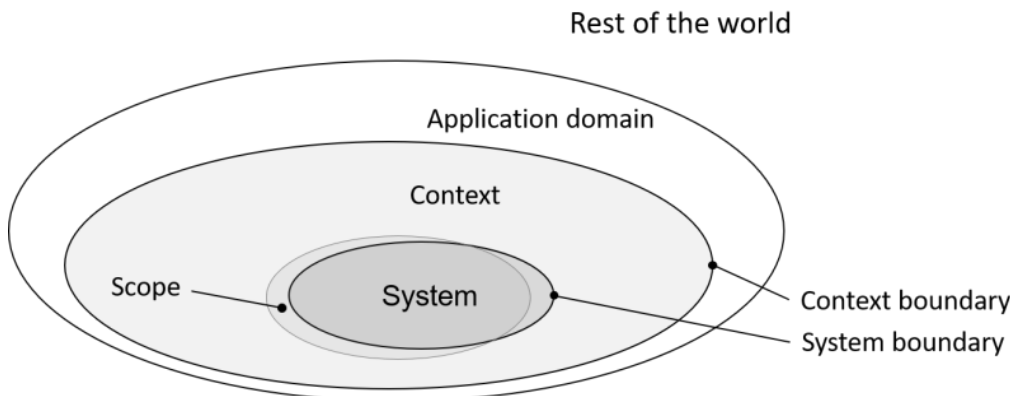 Rest of the world
Application domain
Context
Scope
System
Context boundary
System boundary